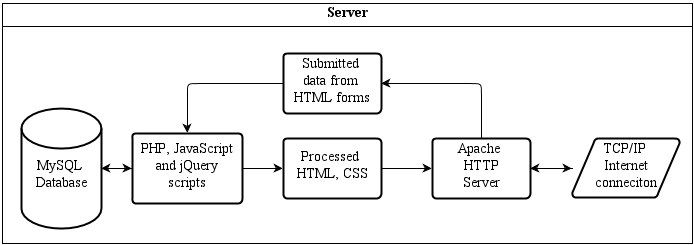 Server
Submitted
data from
HTML forms
MySQL
Database
PHP, JavaScript
and jQuery
scripts
Processed
HTML, CSS
Apache
HTTP
Server
TCP/IP
Internet
conneciton